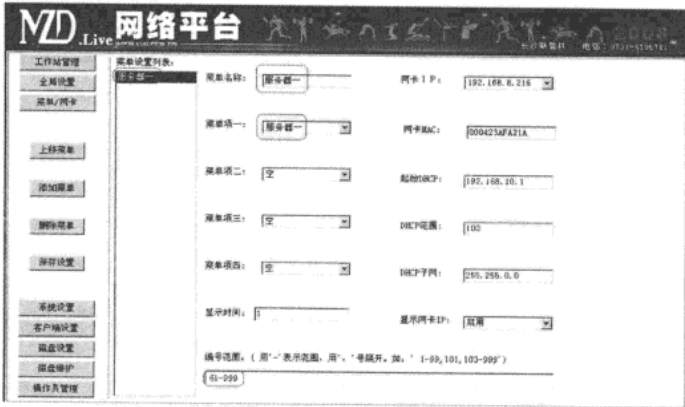 MZD.Live 网络平台
2008
工作站管理
全局设置
菜单/网卡
上移菜单
添加菜单
删除菜单
保存设置
系统设置
客户端设置
磁盘设置
磁盘维护
操作员管理
菜单设置列表:
服务器一
菜单名称: 服务器一
网卡IP: 192.168.8.216
菜单项一: 服务器一
网卡MAC: 000423AFA21A
菜单项二: 空
起始DHCP: 192.168.10.1
菜单项三: 空
DHCP范围: 100
菜单项四: 空
DHCP子网: 255.255.0.0
显示时间: 1
显示网卡IP: 启用
编号范围:( 用'-'表示范围, 用','号隔开。如:' 1-99,101,103-999')
61-999